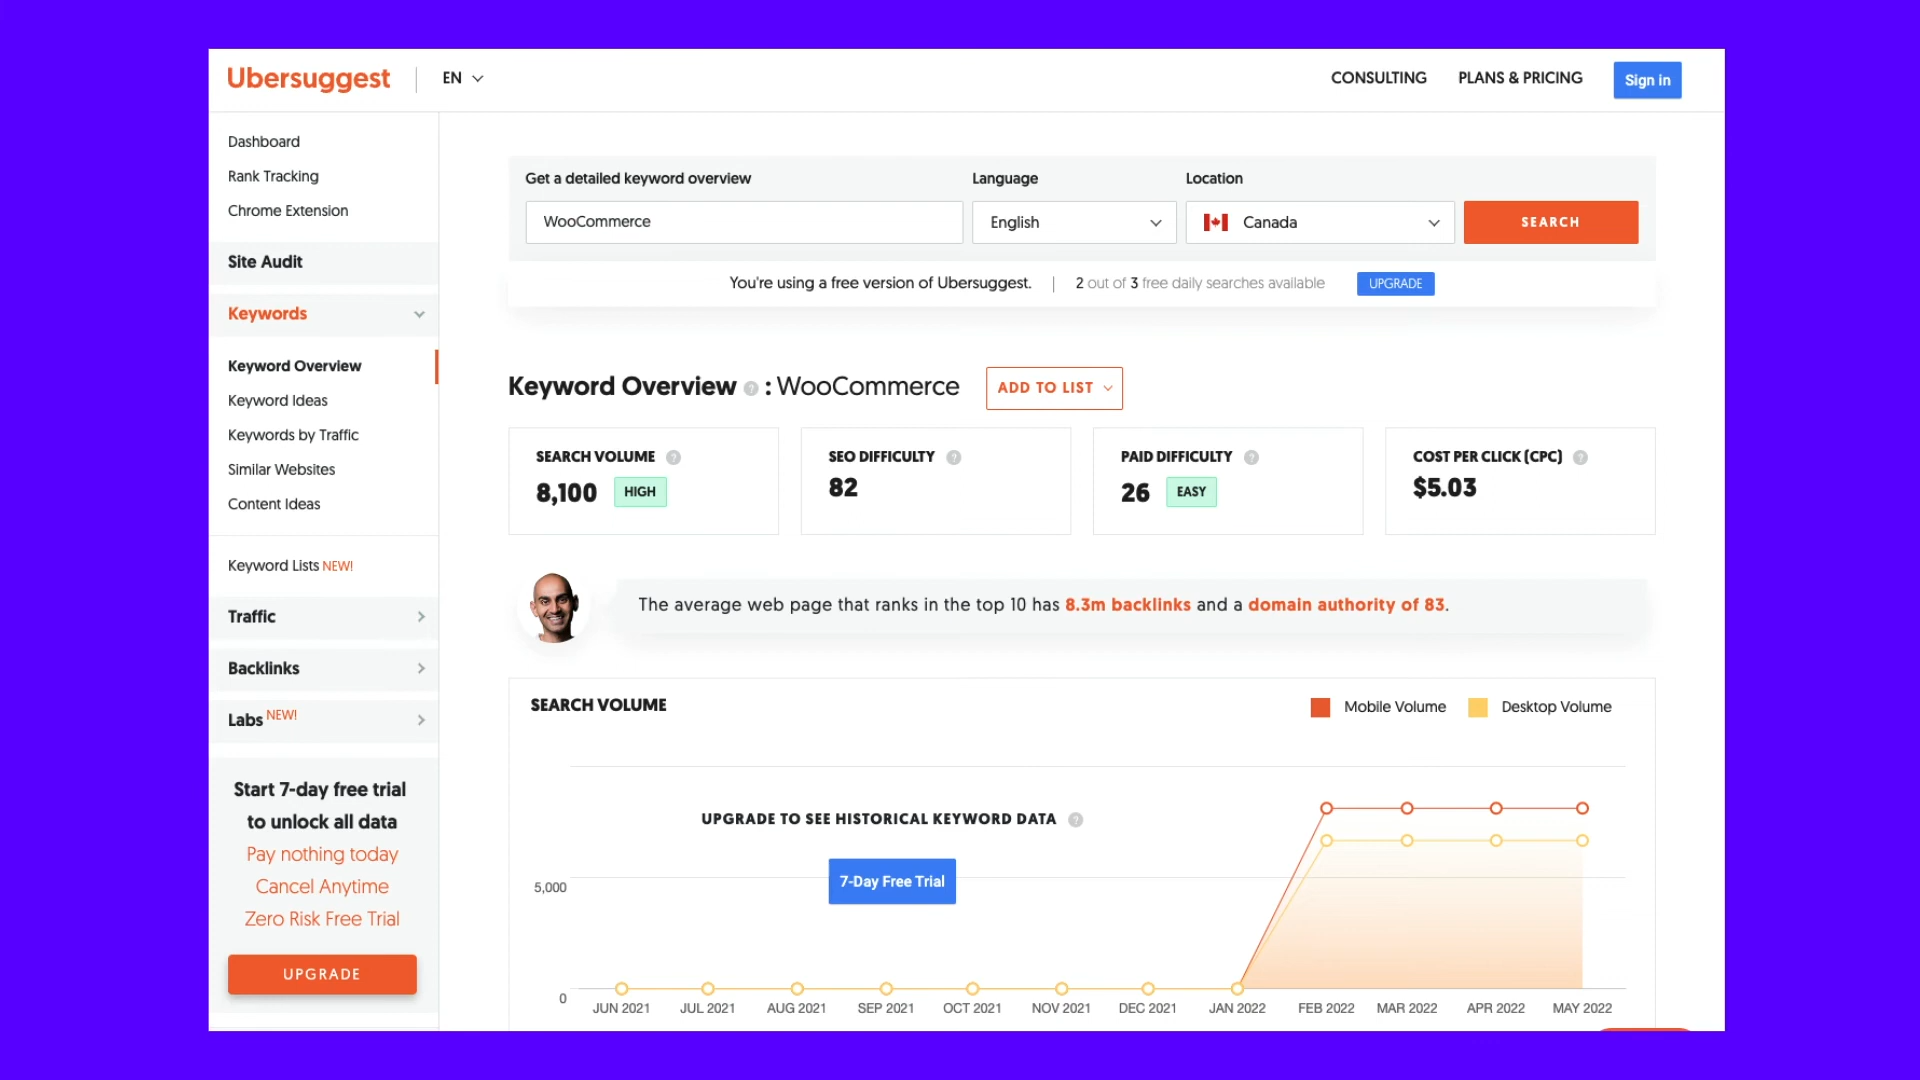 Ubersuggest
EN
CONSULTING
PLANS & PRICING
Sign in
Dashboard
Rank Tracking
Chrome Extension
Site Audit
Keywords
Keyword Overview
Keyword Ideas
Keywords by Traffic
Similar Websites
Content Ideas
Keyword Lists NEW!
Traffic
Backlinks
Labs NEW!
Start 7-day free trial
to unlock all data
Pay nothing today
Cancel Anytime
Zero Risk Free Trial
UPGRADE
Get a detailed keyword overview
Language
Location
WooCommerce
English
Canada
SEARCH
You're using a free version of Ubersuggest. | 2 out of 3 free daily searches available
UPGRADE
Keyword Overview ? : WooCommerce
ADD TO LIST
SEARCH VOLUME ?
8,100 HIGH
SEO DIFFICULTY ?
82
PAID DIFFICULTY ?
26 EASY
COST PER CLICK (CPC) ?
$5.03
The average web page that ranks in the top 10 has 8.3m backlinks and a domain authority of 83.
SEARCH VOLUME
Mobile Volume
Desktop Volume
UPGRADE TO SEE HISTORICAL KEYWORD DATA ?
7-Day Free Trial
5,000
0
JUN 2021 JUL 2021 AUG 2021 SEP 2021 OCT 2021 NOV 2021 DEC 2021 JAN 2022 FEB 2022 MAR 2022 APR 2022 MAY 2022